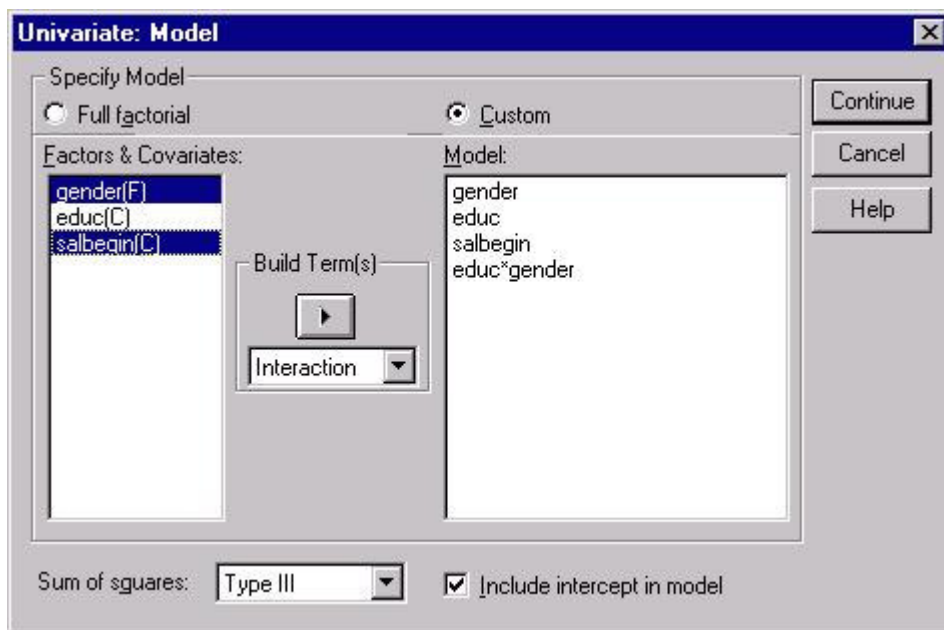 Univariate: Model
Specify Model
Full factorial
Custom
Continue
Cancel
Help
Factors & Covariates:
gender(F)
educ(C)
salbegin(C)
Build Term(s)
Interaction
Model:
gender
educ
salbegin
educ*gender
Sum of squares:
Type III
Include intercept in model